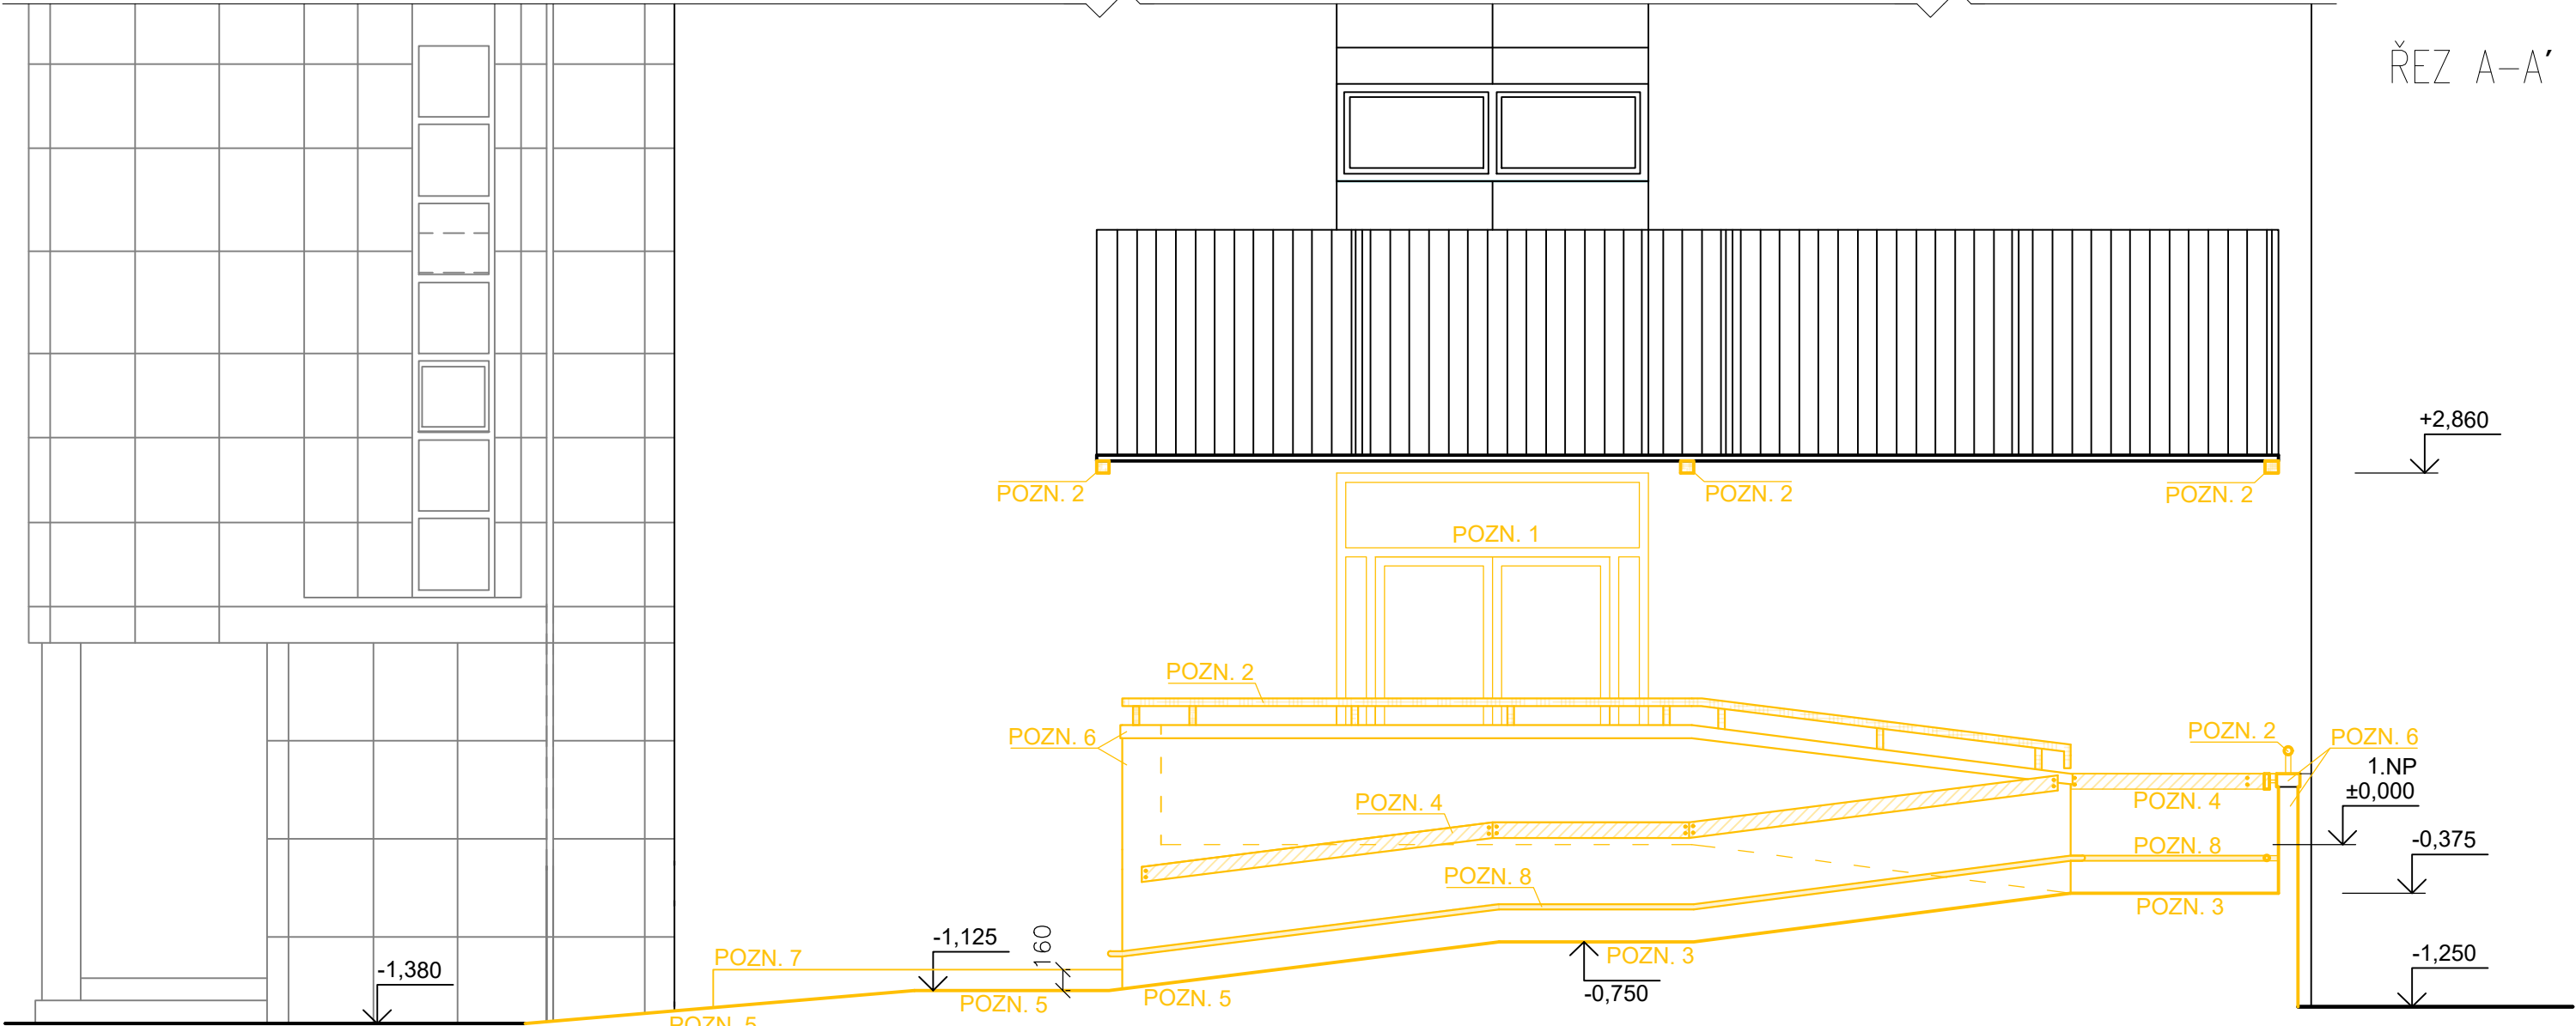 ŘEZ A-A'
+2,860
POZN. 2
POZN. 2
POZN. 2
POZN. 1
POZN. 2
POZN. 6
POZN. 2
POZN. 6
1.NP
±0,000
POZN. 4
POZN. 4
-0,375
POZN. 8
POZN. 8
POZN. 3
-1,125
160
POZN. 7
POZN. 3
-1,250
-1,380
-0,750
POZN. 5
POZN. 5
POZN. 5